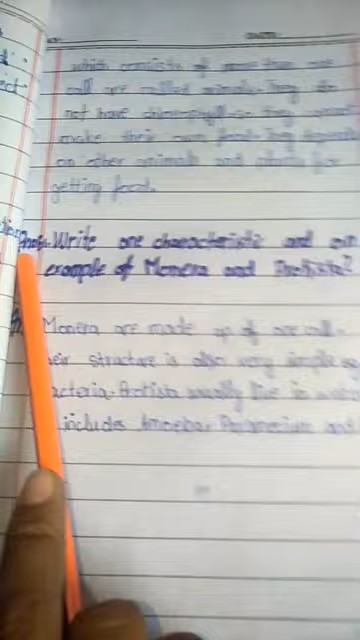 which consists of more than one
cell are called animals. They do
not have chlorophyll so they cannot
make their own food. They depends
on other animals and plants for
getting food.
Write one characteristic and one
example of Monera and Protista?
Monera are made up of one cell.
structure is also very simple
bacteria. Protista usually live in water
includes Amoeba, Paramecium and